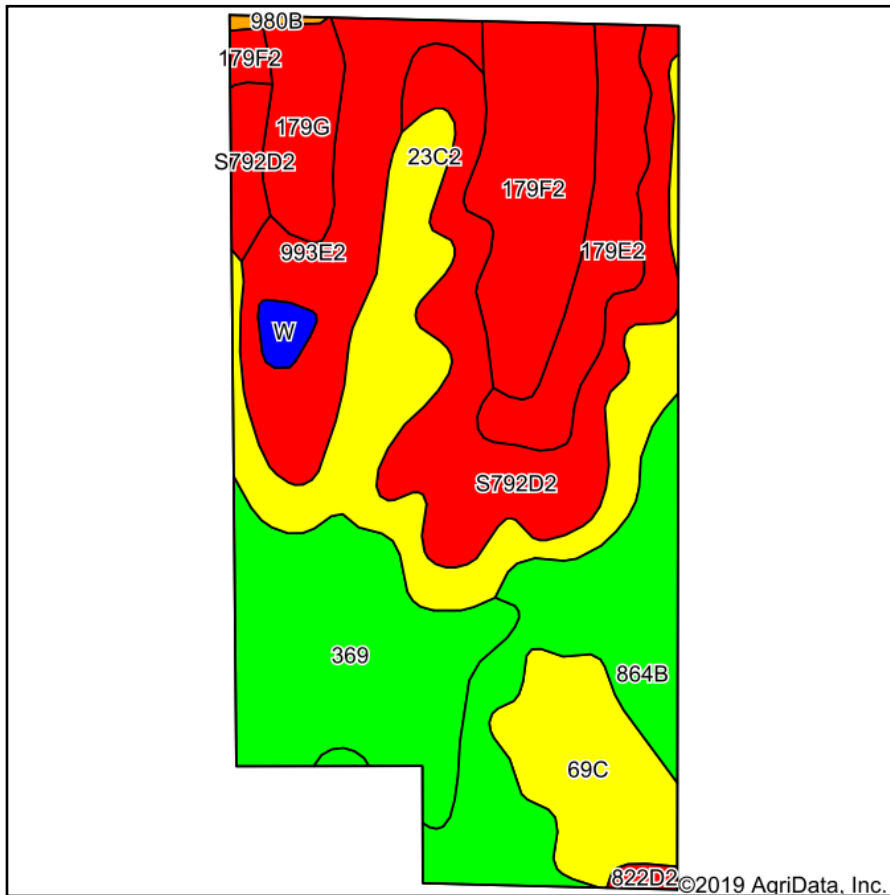 980B
179F2
179G
23C2
S792D2
179F2
993E2
179E2
W
S792D2
369
864B
69C
822D2
©2019 AgriData, Inc.